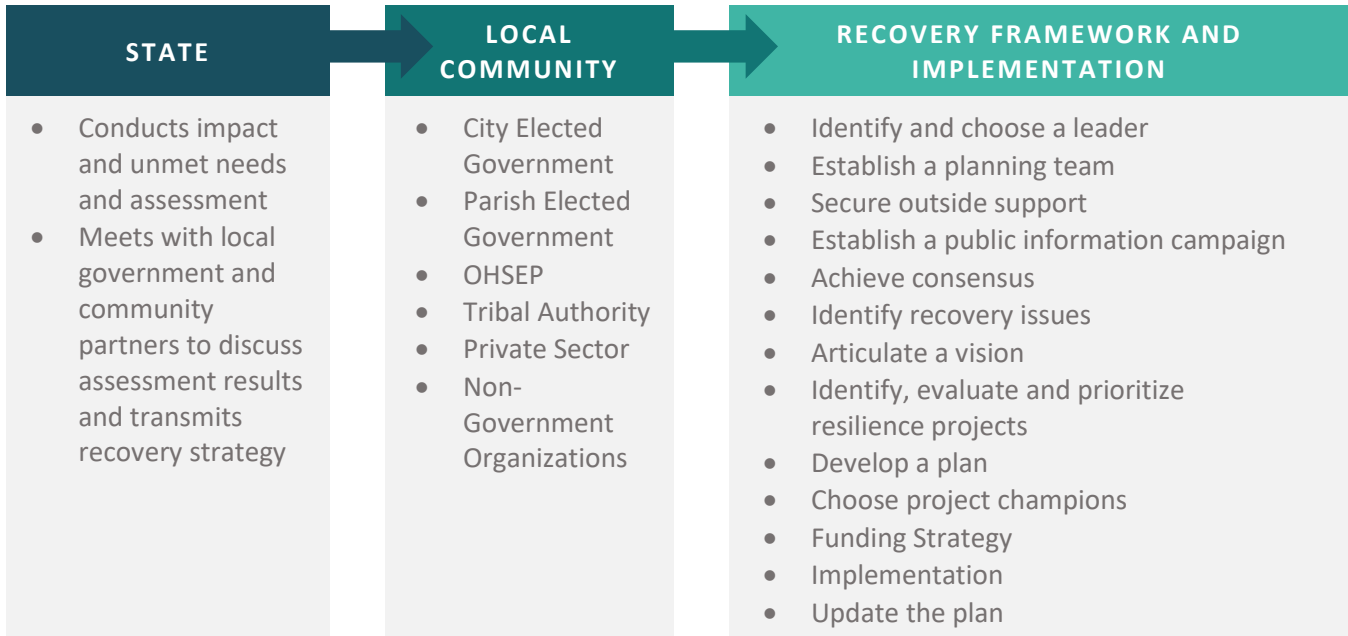 STATE
• Conducts impact
and unmet needs
and assessment
• Meets with local
government and
community
partners to discuss
assessment results
and transmits
recovery strategy
LOCAL
COMMUNITY
• City Elected
Government
• Parish Elected
Government
• OHSEP
• Tribal Authority
• Private Sector
• Non-
Government
Organizations
RECOVERY FRAMEWORK AND
IMPLEMENTATION
• Identify and choose a leader
• Establish a planning team
• Secure outside support
• Establish a public information campaign
• Achieve consensus
• Identify recovery issues
• Articulate a vision
• Identify, evaluate and prioritize
resilience projects
• Develop a plan
• Choose project champions
• Funding Strategy
• Implementation
• Update the plan